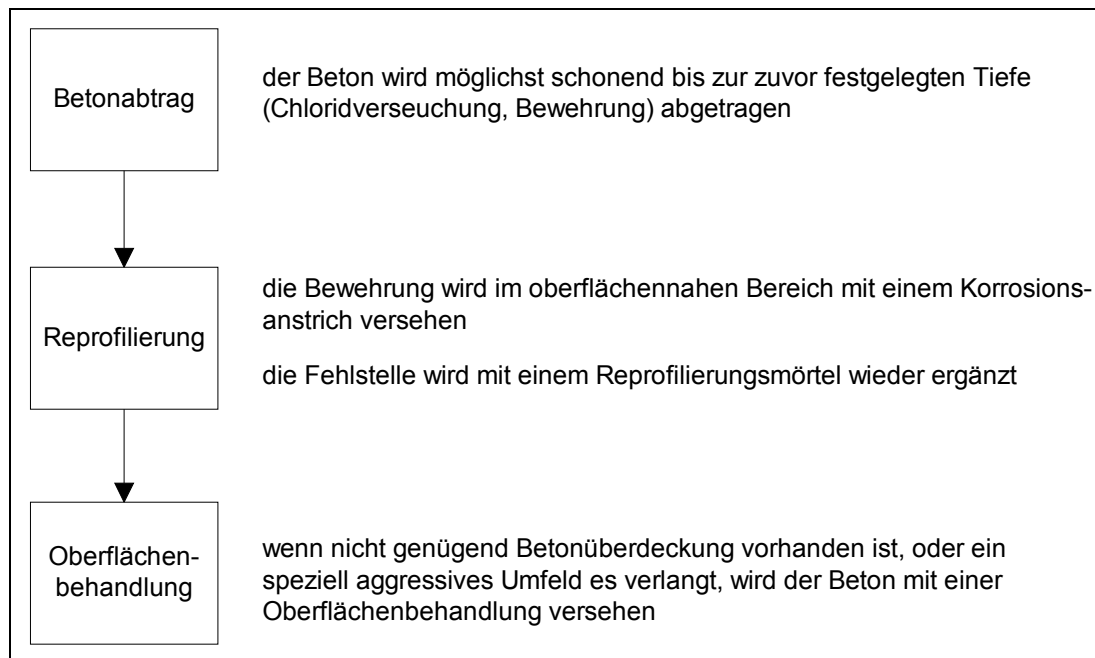 Betonabtrag
der Beton wird möglichst schonend bis zur zuvor festgelegten Tiefe
(Chloridverseuchung, Bewehrung) abgetragen
Reprofilierung
die Bewehrung wird im oberflächennahen Bereich mit einem Korrosions-
anstrich versehen
die Fehlstelle wird mit einem Reprofilierungsmörtel wieder ergänzt
Oberflächen-
behandlung
wenn nicht genügend Betonüberdeckung vorhanden ist, oder ein
speziell aggressives Umfeld es verlangt, wird der Beton mit einer
Oberflächenbehandlung versehen